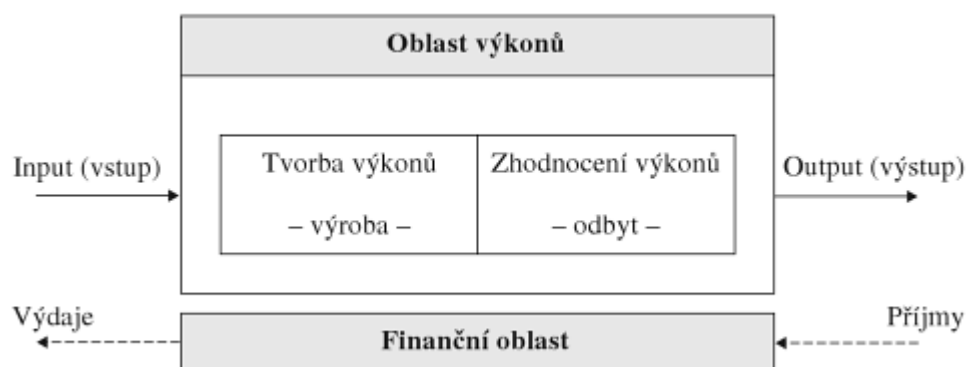 Oblast výkonů
Input (vstup)
Tvorba výkonů
– výroba –
Zhodnocení výkonů
– odbyt –
Output (výstup)
Výdaje
Finanční oblast
Příjmy